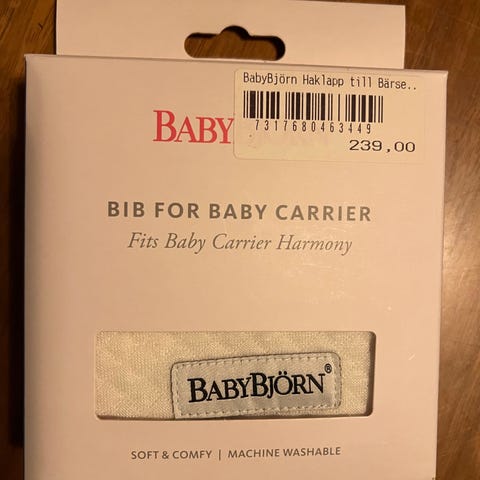 BabyBjörn Haklapp till Bärse..
7317680463449
239,00
BABY
BIB FOR BABY CARRIER
Fits Baby Carrier Harmony
BABYBJÖRN®
SOFT & COMFY | MACHINE WASHABLE